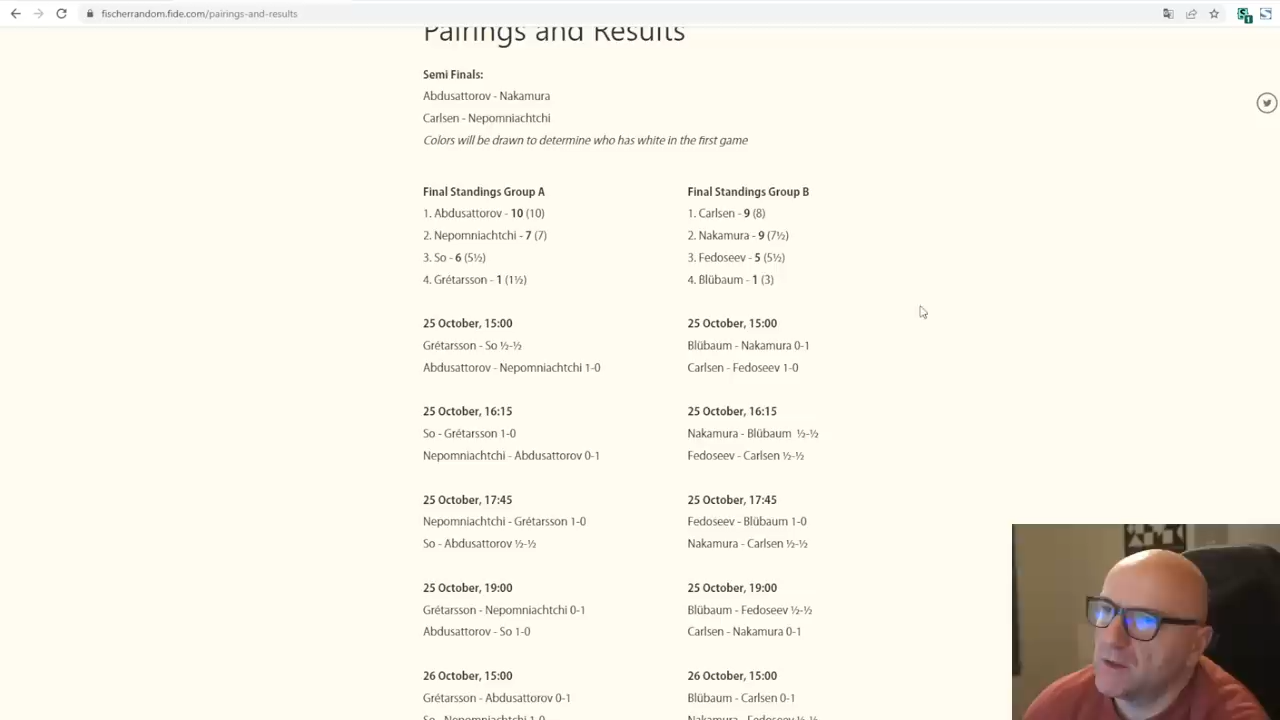 fischerrandom.fide.com/pairings-and-results
Pairings and Results
Semi Finals:
Abdusattorov - Nakamura
Carlsen - Nepomniachtchi
Colors will be drawn to determine who has white in the first game
Final Standings Group A
1. Abdusattorov - 10 (10)
2. Nepomniachtchi - 7 (7)
3. So - 6 (5½)
4. Grétarsson - 1 (1½)
25 October, 15:00
Grétarsson - So ½-½
Abdusattorov - Nepomniachtchi 1-0
25 October, 16:15
So - Grétarsson 1-0
Nepomniachtchi - Abdusattorov 0-1
25 October, 17:45
Nepomniachtchi - Grétarsson 1-0
So - Abdusattorov ½-½
25 October, 19:00
Grétarsson - Nepomniachtchi 0-1
Abdusattorov - So 1-0
26 October, 15:00
Grétarsson - Abdusattorov 0-1
So - Nepomniachtchi 1-0
Final Standings Group B
1. Carlsen - 9 (8)
2. Nakamura - 9 (7½)
3. Fedoseev - 5 (5½)
4. Blübaum - 1 (3)
25 October, 15:00
Blübaum - Nakamura 0-1
Carlsen - Fedoseev 1-0
25 October, 16:15
Nakamura - Blübaum ½-½
Fedoseev - Carlsen ½-½
25 October, 17:45
Fedoseev - Blübaum 1-0
Nakamura - Carlsen ½-½
25 October, 19:00
Blübaum - Fedoseev ½-½
Carlsen - Nakamura 0-1
26 October, 15:00
Blübaum - Carlsen 0-1
Nakamura - Fedoseev ½-½